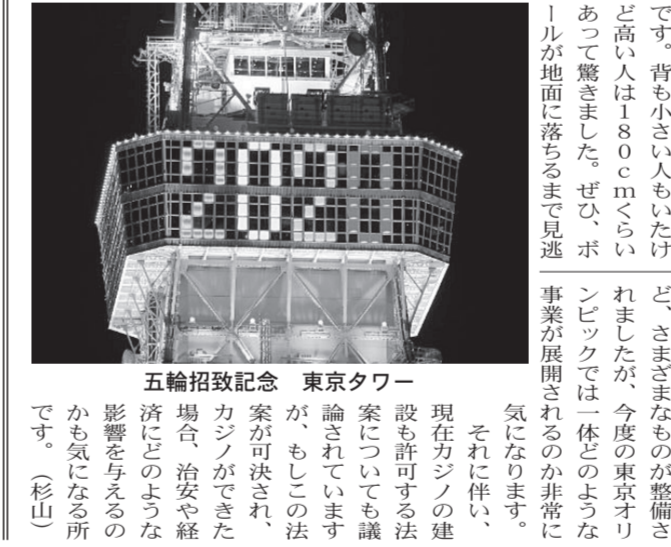 です。背も小さい人もいたけ
ど高い人は180cmくらい
あって驚きました。ぜひ、ボ
ールが地面に落ちるまで見逃
ど、さまざまなものが整備さ
れましたが、今度の東京オリ
ンピックでは一体どのような
事業が展開されるのか非常に
気になります。
それに伴い、
現在カジノの建
設も許可する法
案についても議
論されています
が、もしこの法
案が可決され、
カジノができた
場合、治安や経
済にどのような
影響を与えるの
かも気になる所
です。(杉山)
五輪招致記念　東京タワー